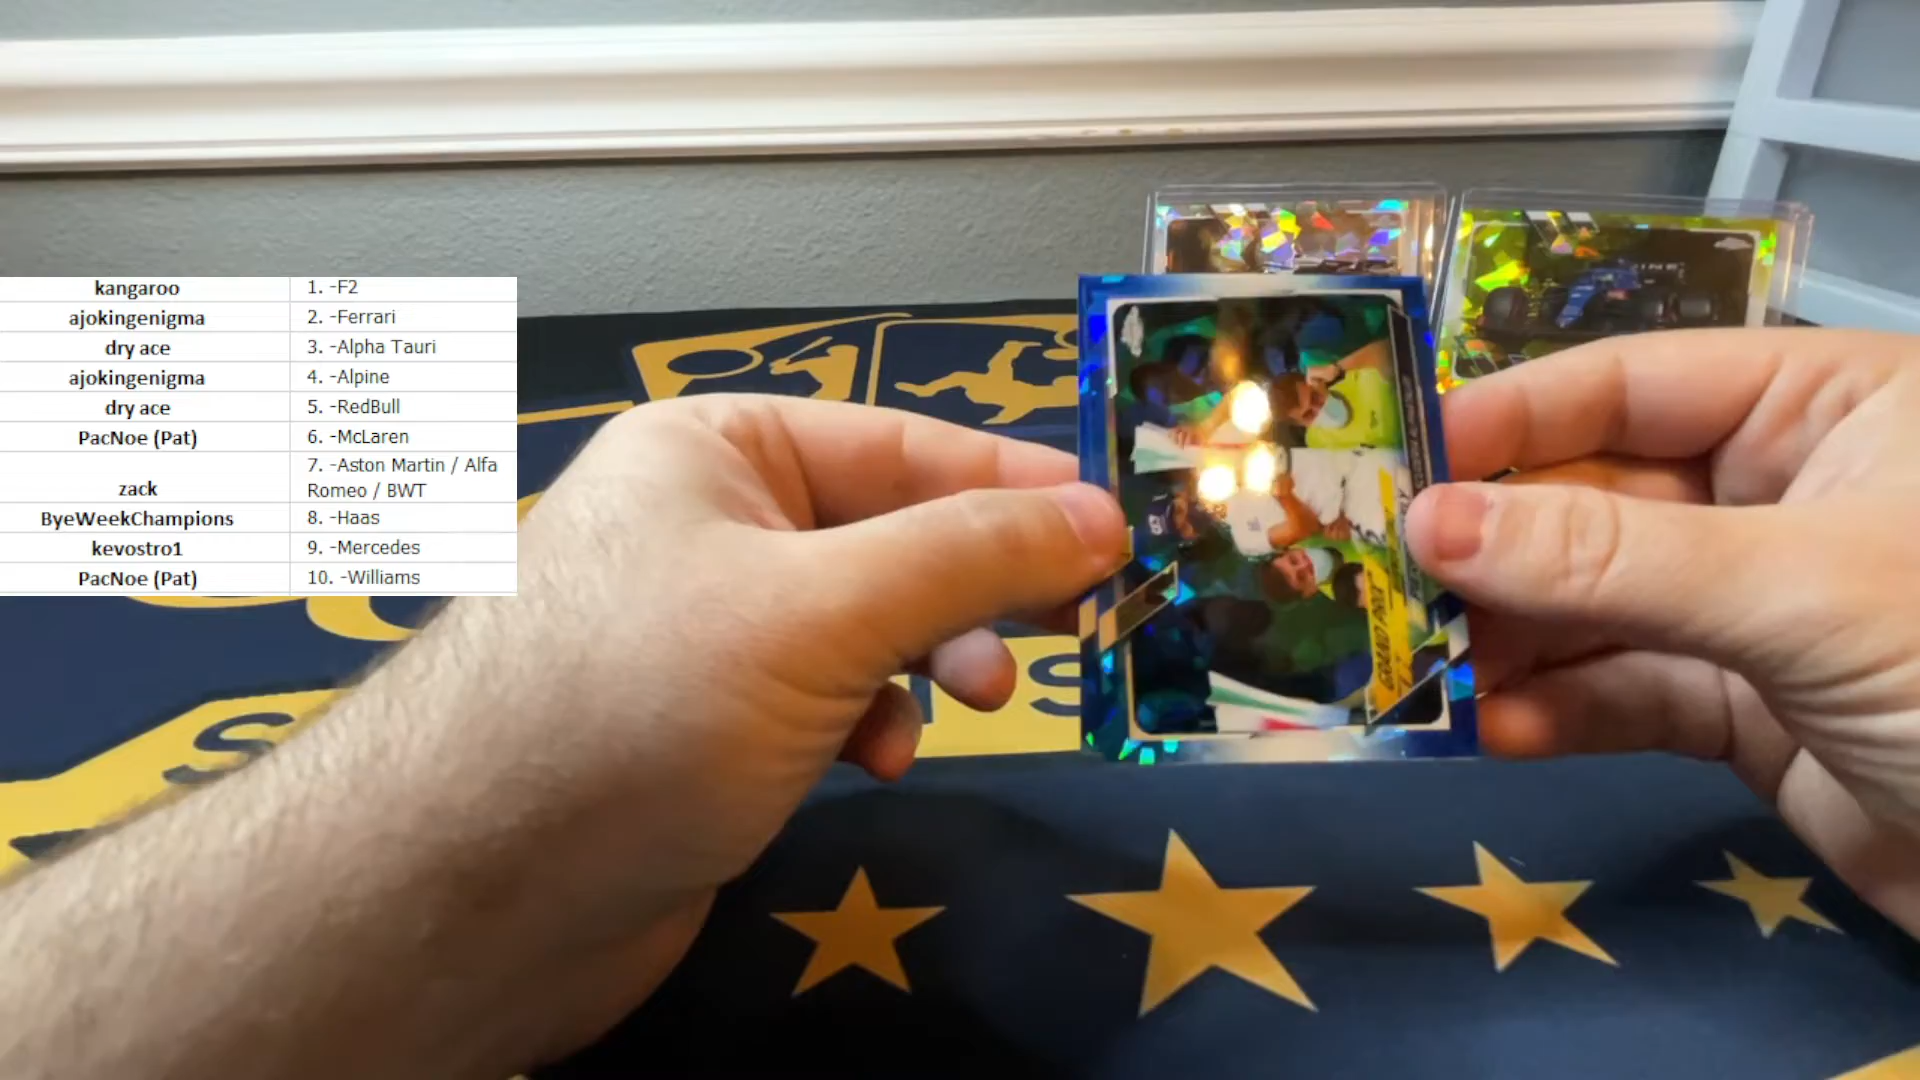 kangaroo 1. -F2
ajokingenigma 2. -Ferrari
dry ace 3. -Alpha Tauri
ajokingenigma 4. -Alpine
dry ace 5. -RedBull
PacNoe (Pat) 6. -McLaren
zack 7. -Aston Martin / Alfa
Romeo / BWT
ByeWeekChampions 8. -Haas
kevostro1 9. -Mercedes
PacNoe (Pat) 10. -Williams
GRAND PRIX